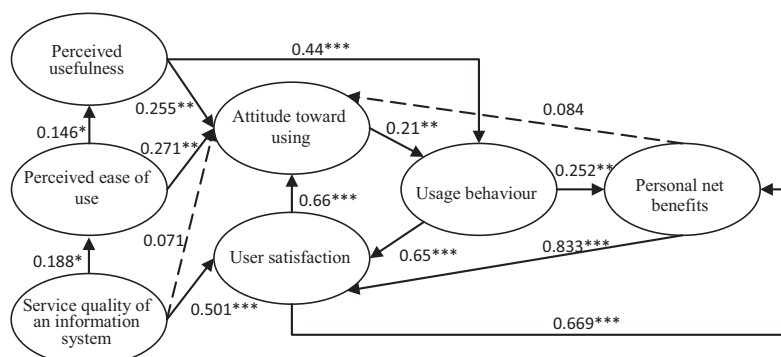 Perceived
usefulness
0.44***
0.255**
Attitude toward
using
0.084
0.21**
0.146*
0.271**
Perceived ease of
use
Usage behaviour
0.252**
Personal net
benefits
0.66***
0.071
0.188*
User satisfaction
0.65***
0.833***
Service quality of
an information
system
0.501***
0.669***